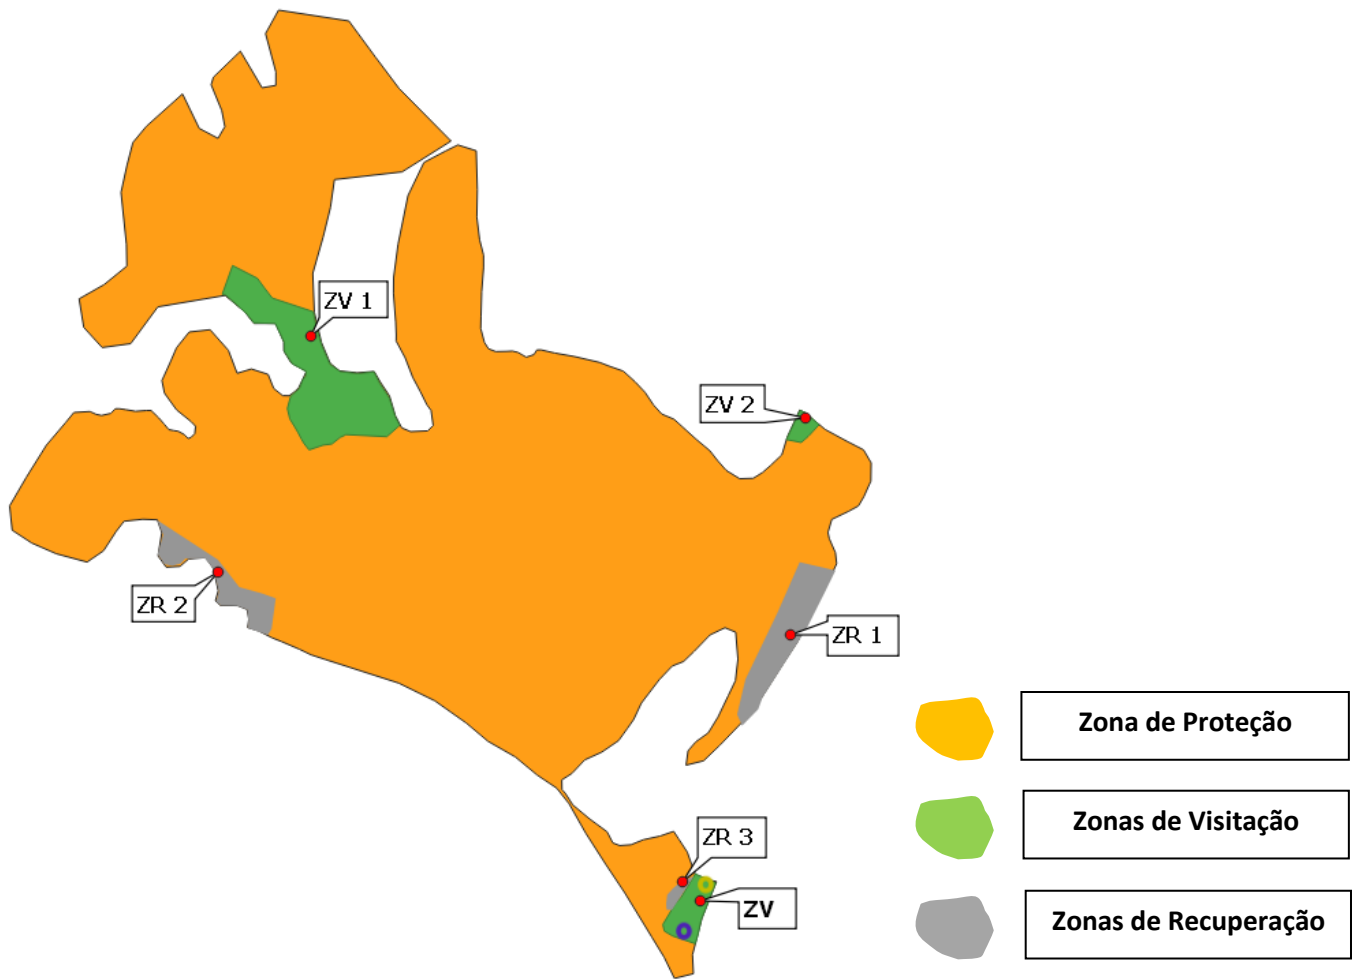 ZV 1
ZV 2
ZR 2
ZR 1
Zona de Proteção
Zonas de Visitação
ZR 3
ZV
Zonas de Recuperação